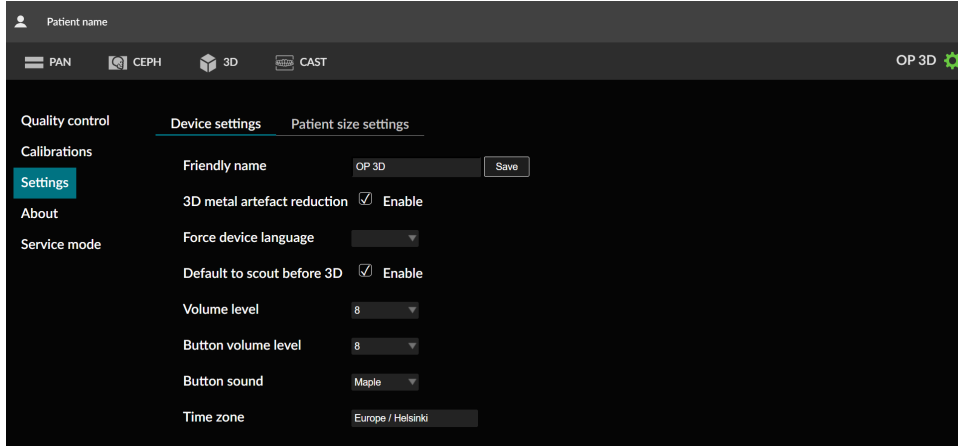 Patient name
PAN CEPH 3D CAST OP 3D
Quality control
Calibrations
Settings
About
Service mode
Device settings Patient size settings
Friendly name OP 3D Save
3D metal artefact reduction Enable
Force device language
Default to scout before 3D Enable
Volume level 8
Button volume level 8
Button sound Maple
Time zone Europe / Helsinki